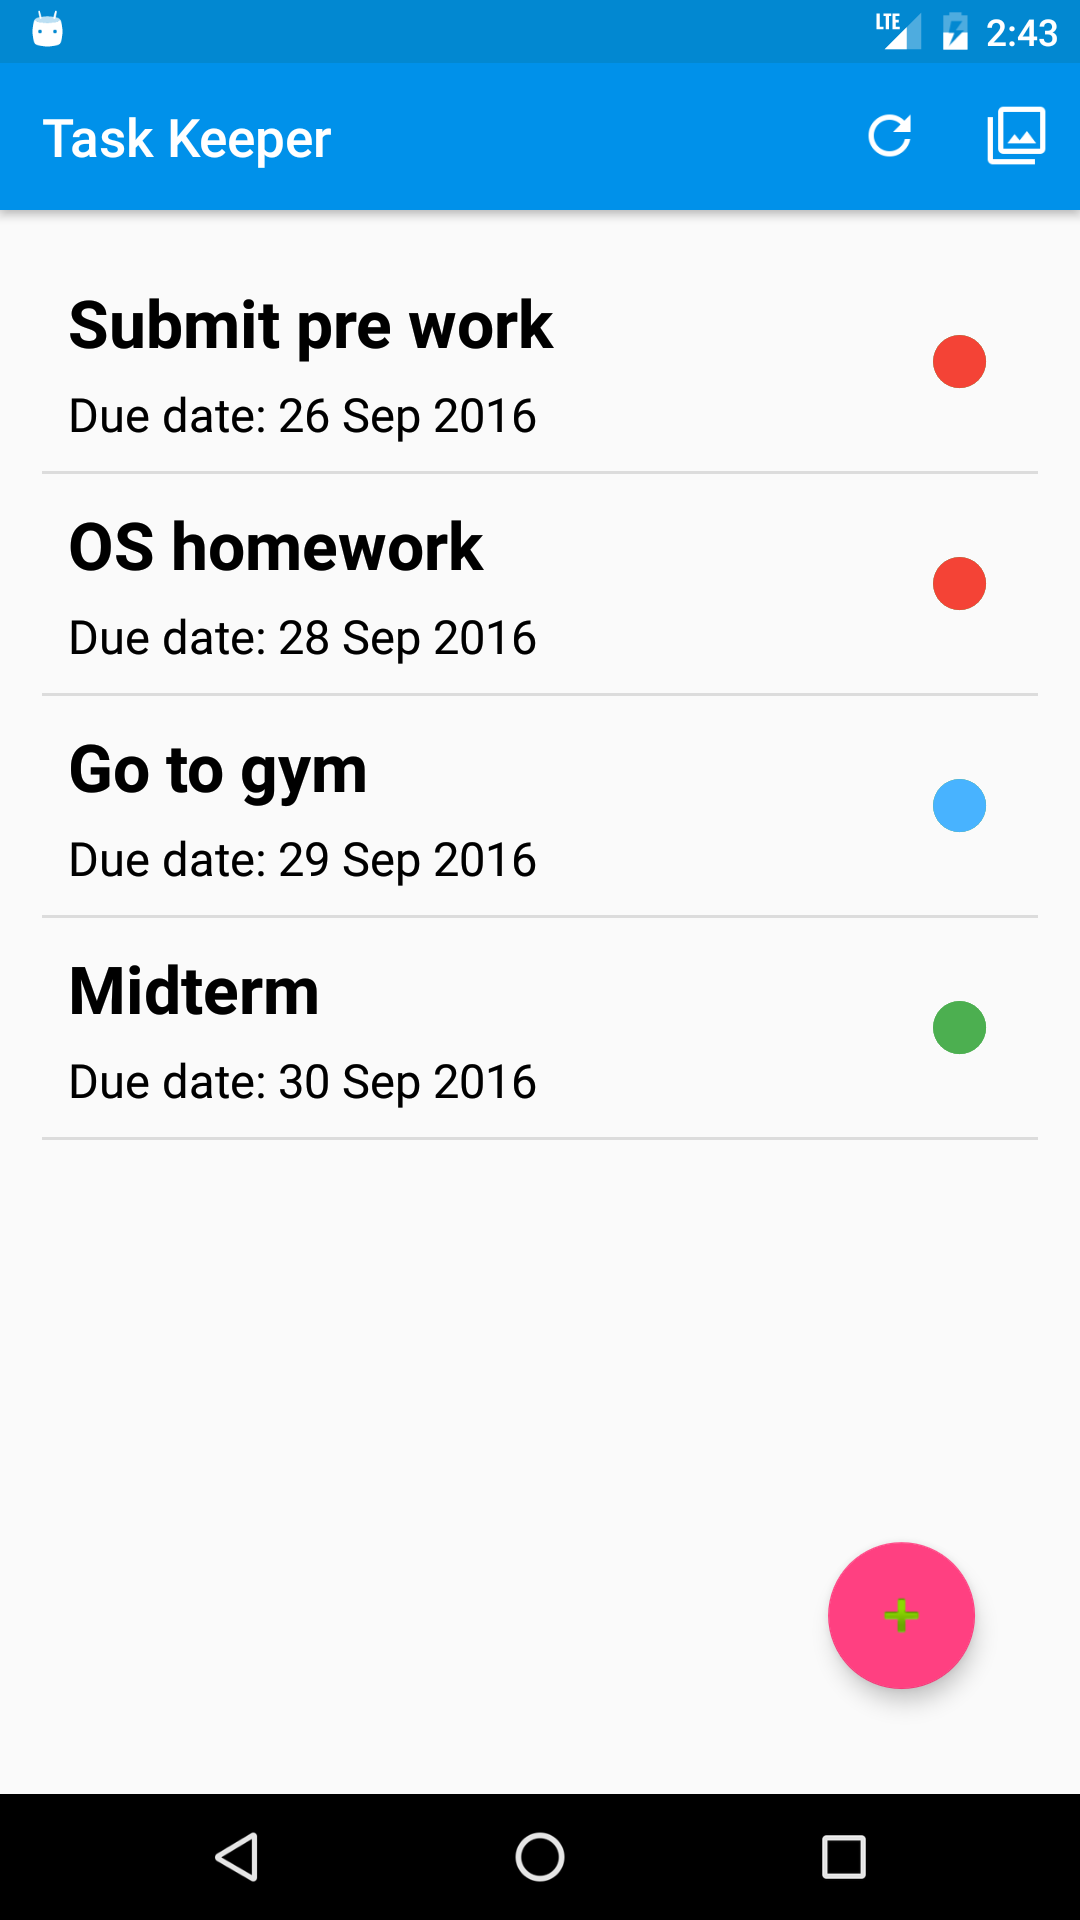 LTE 2:43
Task Keeper
Submit pre work
Due date: 26 Sep 2016
OS homework
Due date: 28 Sep 2016
Go to gym
Due date: 29 Sep 2016
Midterm
Due date: 30 Sep 2016